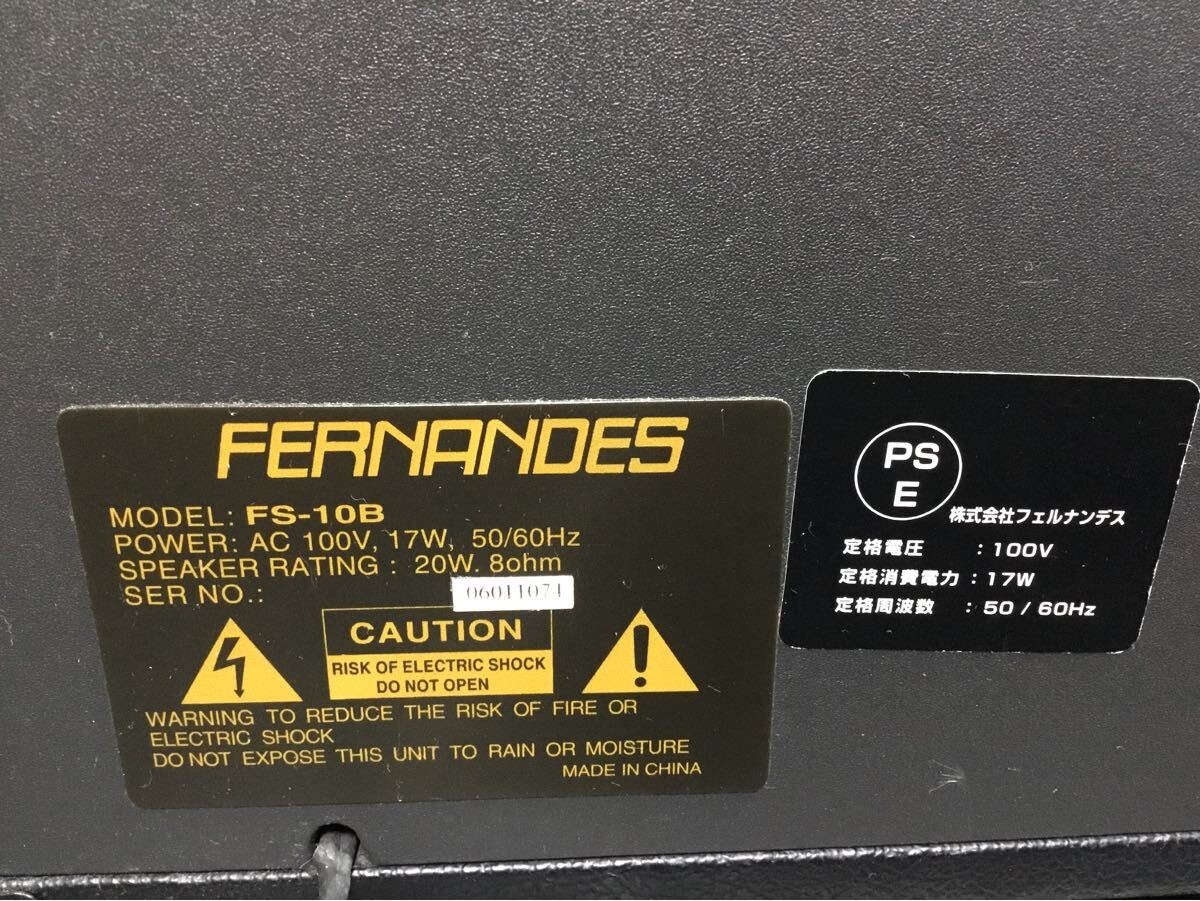 FERNANDES
MODEL: FS-10B
POWER: AC 100V, 17W, 50/60Hz
SPEAKER RATING : 20W. 8ohm
SER NO.: 06011074
CAUTION
RISK OF ELECTRIC SHOCK
DO NOT OPEN
WARNING TO REDUCE THE RISK OF FIRE OR
ELECTRIC SHOCK
DO NOT EXPOSE THIS UNIT TO RAIN OR MOISTURE
MADE IN CHINA
PS
E
株式会社フェルナンデス
定格電圧 : 100V
定格消費電力 : 17W
定格周波数 : 50 / 60Hz